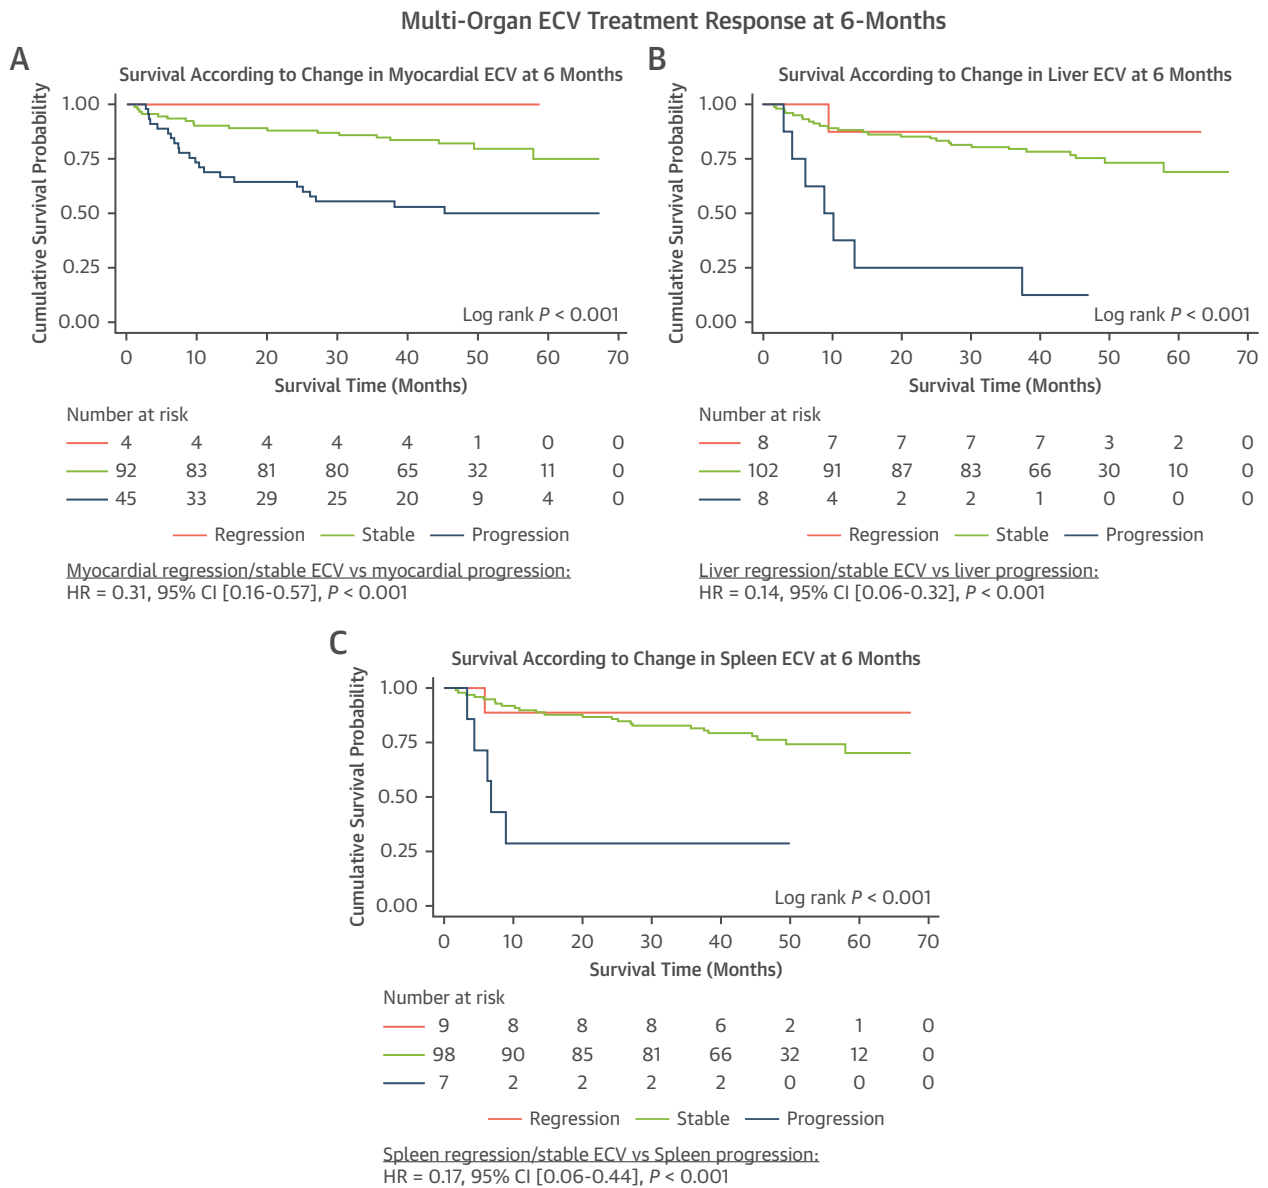 Multi-Organ ECV Treatment Response at 6-Months
A
Survival According to Change in Myocardial ECV at 6 Months
Cumulative Survival Probability
1.00
0.75
0.50
0.25
0.00
Log rank P < 0.001
0 10 20 30 40 50 60 70
Survival Time (Months)
Number at risk
4 4 4 4 4 1 0 0
92 83 81 80 65 32 11 0
45 33 29 25 20 9 4 0
Regression Stable Progression
Myocardial regression/stable ECV vs myocardial progression:
HR = 0.31, 95% CI [0.16-0.57], P < 0.001
B
Survival According to Change in Liver ECV at 6 Months
Cumulative Survival Probability
1.00
0.75
0.50
0.25
0.00
Log rank P < 0.001
0 10 20 30 40 50 60 70
Survival Time (Months)
Number at risk
8 7 7 7 7 3 2 0
102 91 87 83 66 30 10 0
8 4 2 2 1 0 0 0
Regression Stable Progression
Liver regression/stable ECV vs liver progression:
HR = 0.14, 95% CI [0.06-0.32], P < 0.001
C
Survival According to Change in Spleen ECV at 6 Months
Cumulative Survival Probability
1.00
0.75
0.50
0.25
0.00
Log rank P < 0.001
0 10 20 30 40 50 60 70
Survival Time (Months)
Number at risk
9 8 8 8 6 2 1 0
98 90 85 81 66 32 12 0
7 2 2 2 2 0 0 0
Regression Stable Progression
Spleen regression/stable ECV vs Spleen progression:
HR = 0.17, 95% CI [0.06-0.44], P < 0.001